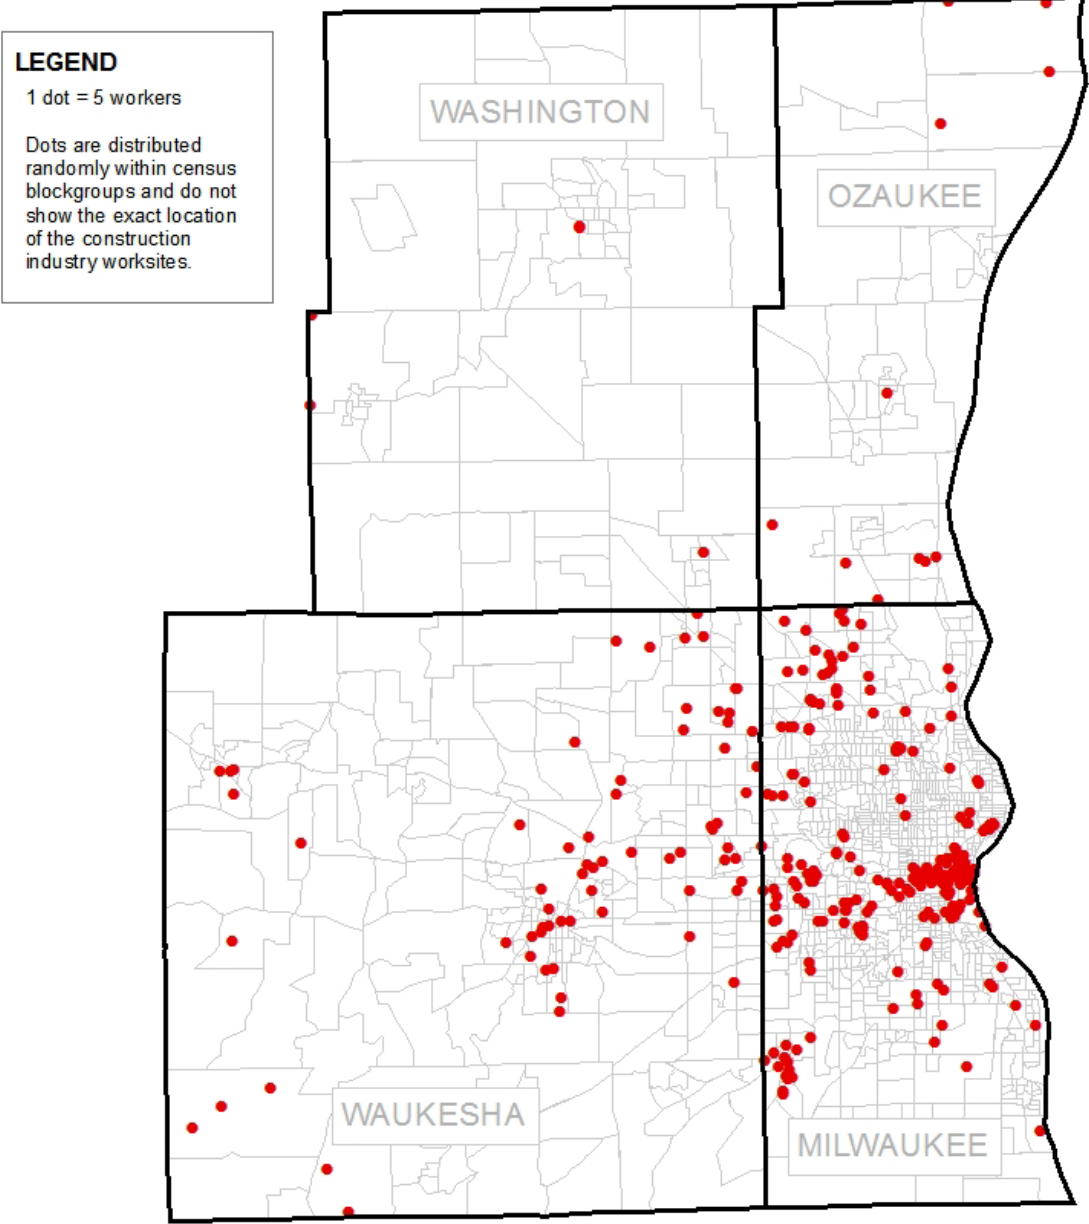 LEGEND
1 dot = 5 workers
Dots are distributed
randomly within census
blockgroups and do not
show the exact location
of the construction
industry worksites.
WASHINGTON
OZAUKEE
WAUKESHA
MILWAUKEE